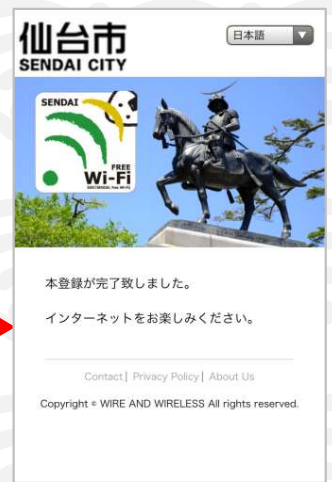 仙台市
SENDAI CITY
日本語
SENDAI
FREE
Wi-Fi
本登録が完了致しました。
インターネットをお楽しみください。
Contact| Privacy Policy| About Us
Copyright © WIRE AND WIRELESS All rights reserved.